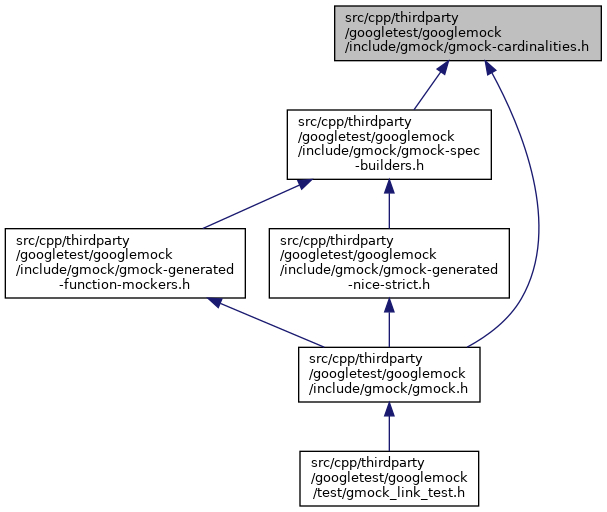 src/cpp/thirdparty
/googletest/googlemock
/include/gmock/gmock-cardinalities.h
src/cpp/thirdparty
/googletest/googlemock
/include/gmock/gmock-spec
-builders.h
src/cpp/thirdparty
/googletest/googlemock
/include/gmock/gmock-generated
-function-mockers.h
src/cpp/thirdparty
/googletest/googlemock
/include/gmock/gmock-generated
-nice-strict.h
src/cpp/thirdparty
/googletest/googlemock
/include/gmock/gmock.h
src/cpp/thirdparty
/googletest/googlemock
/test/gmock_link_test.h